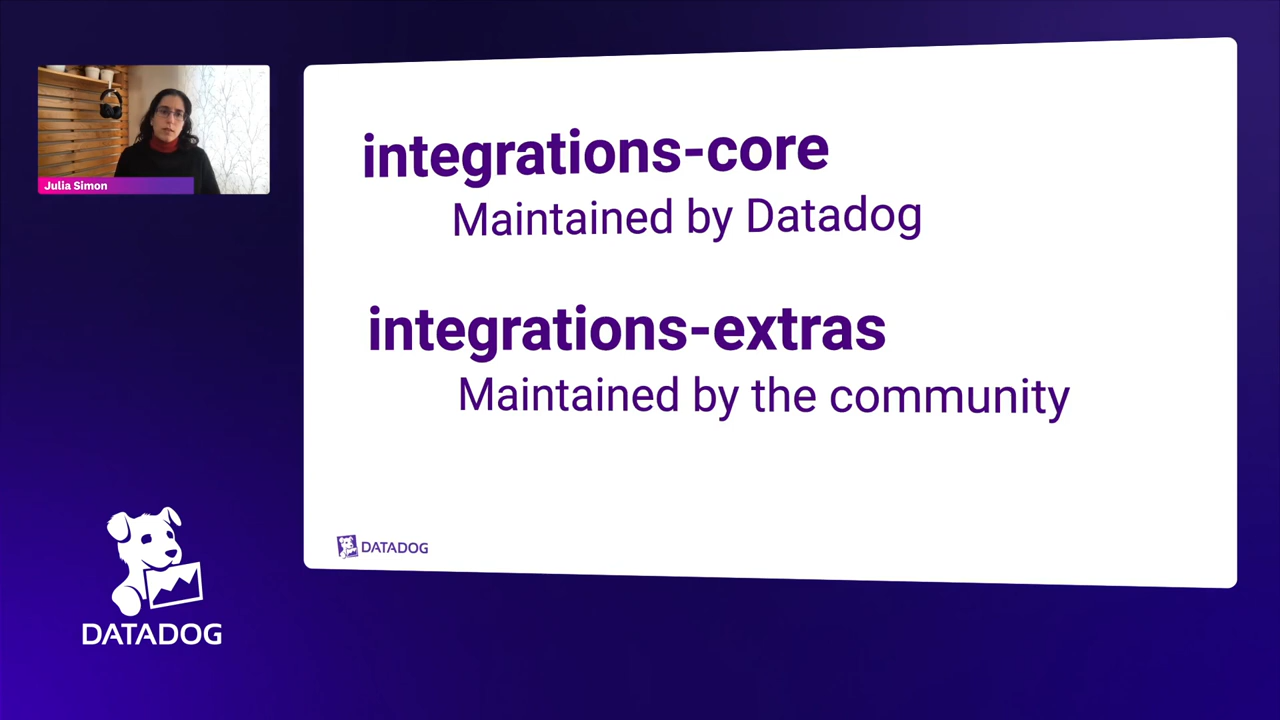 Julia Simon
integrations-core
Maintained by Datadog
integrations-extras
Maintained by the community
DATADOG
DATADOG